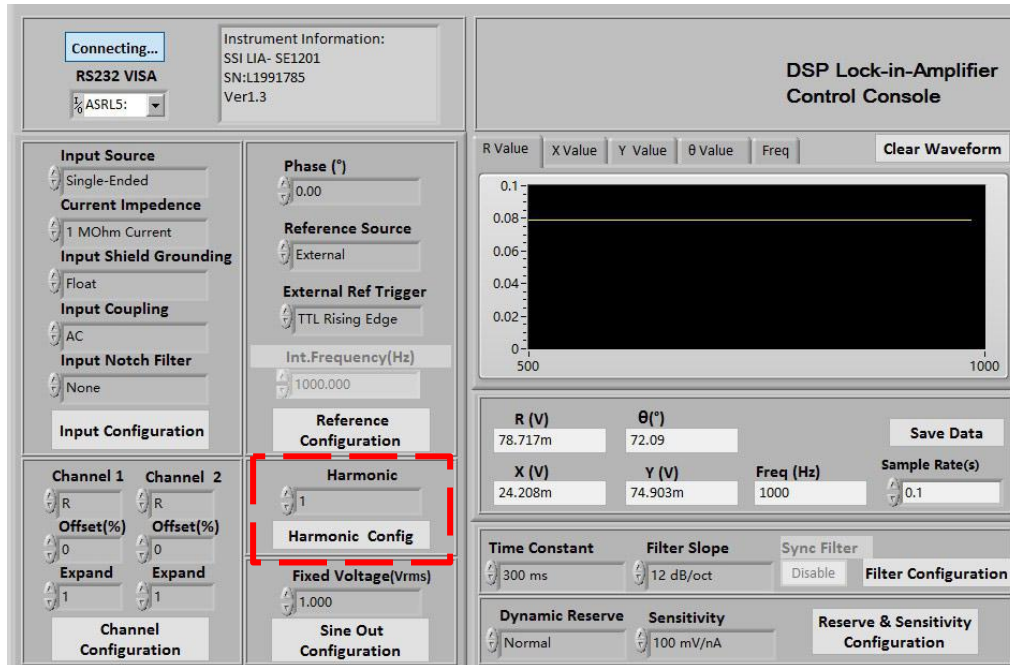 Connecting...
RS232 VISA
ASRL5:
Instrument Information:
SSI LIA- SE1201
SN:L1991785
Ver1.3
DSP Lock-in-Amplifier
Control Console
Input Source
Single-Ended
Current Impedance
1 MOhm Current
Input Shield Grounding
Float
Input Coupling
AC
Input Notch Filter
None
Input Configuration
Phase (°)
0.00
Reference Source
External
External Ref Trigger
TTL Rising Edge
Int.Frequency(Hz)
1000.000
Reference
Configuration
R Value X Value Y Value θ Value Freq
Clear Waveform
0.1
0.08
0.06
0.04
0.02
0
500 1000
Channel 1 Channel 2
R R
Offset(%) Offset(%)
0 0
Expand Expand
1 1
Channel
Configuration
Harmonic
1
Harmonic Config
Fixed Voltage(Vrms)
1.000
Sine Out
Configuration
R (V) θ(°)
78.717m 72.09
Save Data
X (V) Y (V) Freq (Hz) Sample Rate(s)
24.208m 74.903m 1000 0.1
Time Constant Filter Slope Sync Filter
300 ms 12 dB/oct Disable Filter Configuration
Dynamic Reserve Sensitivity
Normal 100 mV/nA
Reserve & Sensitivity
Configuration